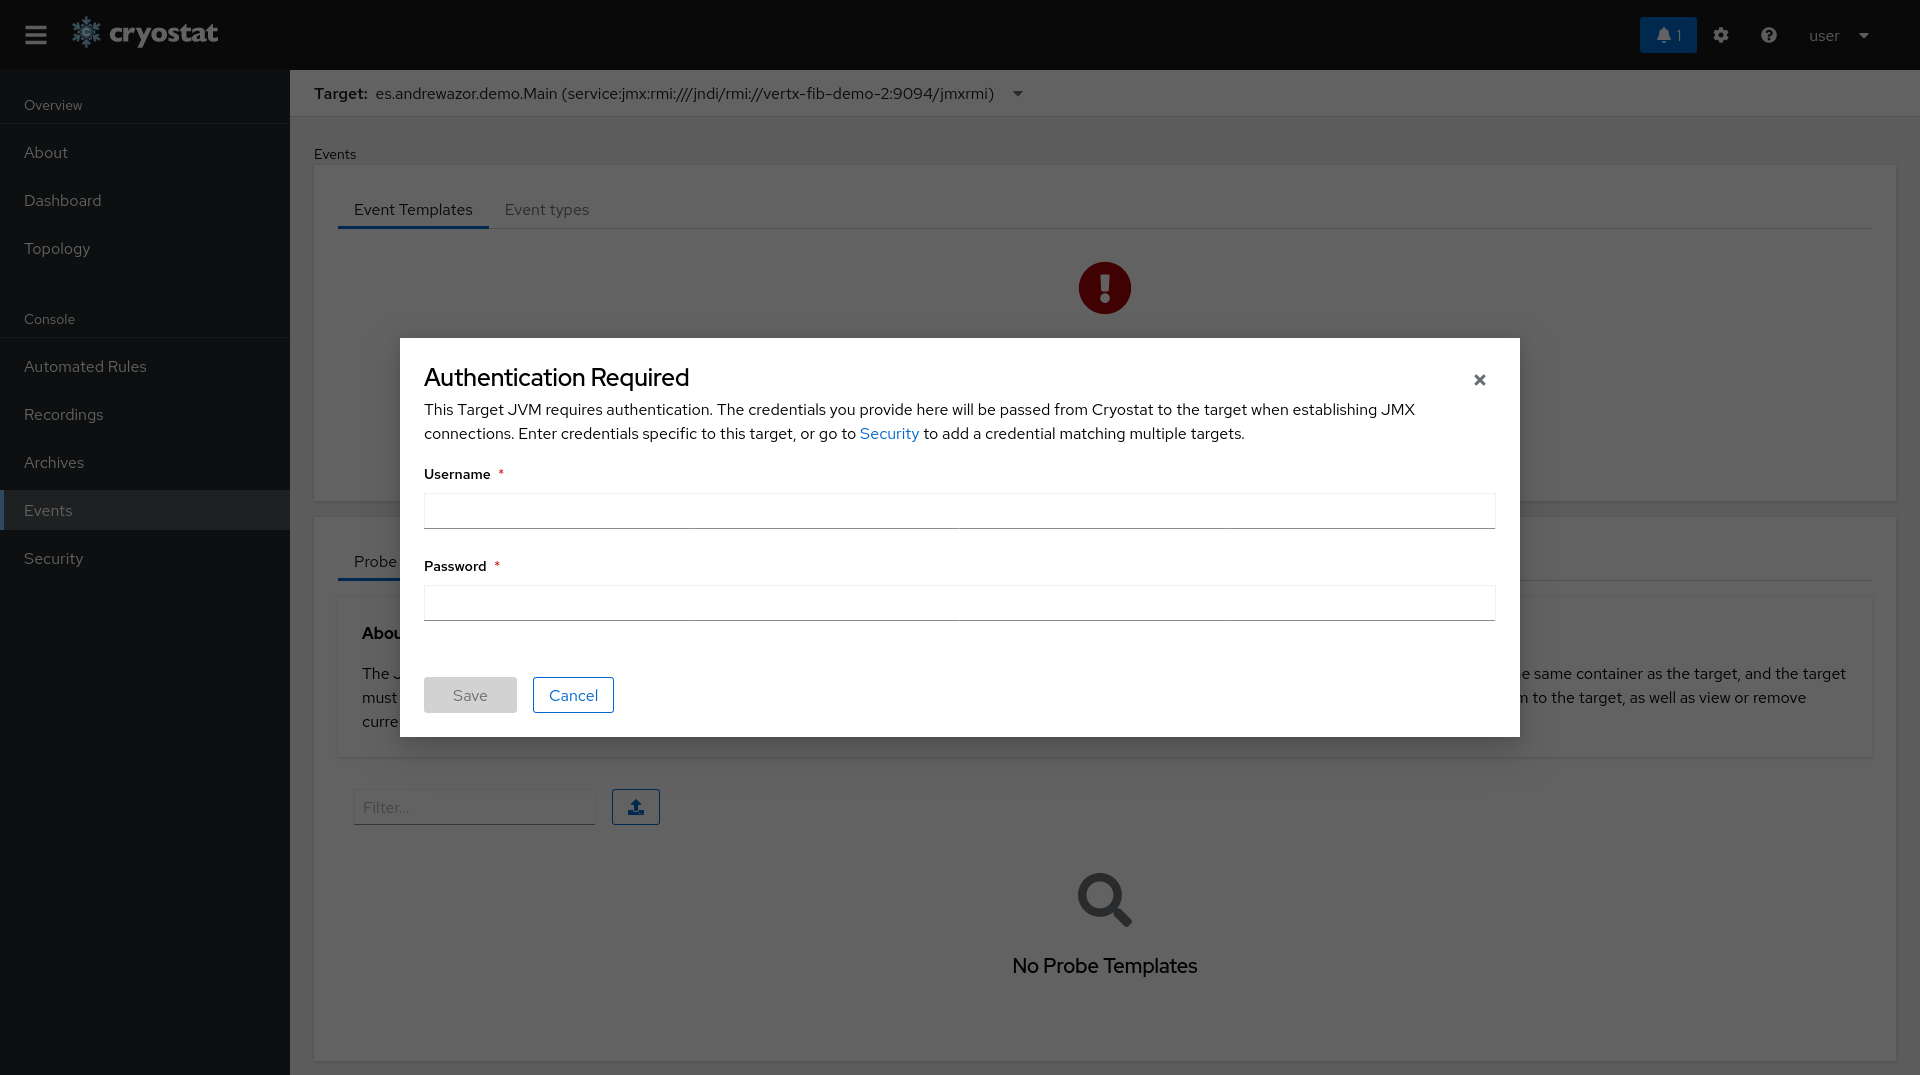 cryostat
1
user
Overview
About
Dashboard
Topology
Console
Automated Rules
Recordings
Archives
Events
Security
Target: es.andrewazor.demo.Main (service:jmx:rmi:///jndi/rmi://vertx-fib-demo-2:9094/jmxrmi)
Events
Event Templates
Event types
Authentication Required
This Target JVM requires authentication. The credentials you provide here will be passed from Cryostat to the target when establishing JMX
connections. Enter credentials specific to this target, or go to Security to add a credential matching multiple targets.
Username *
Password *
Save
Cancel
Probe
The
same container as the target, and the target
must
to the target, as well as view or remove
Filter...
No Probe Templates